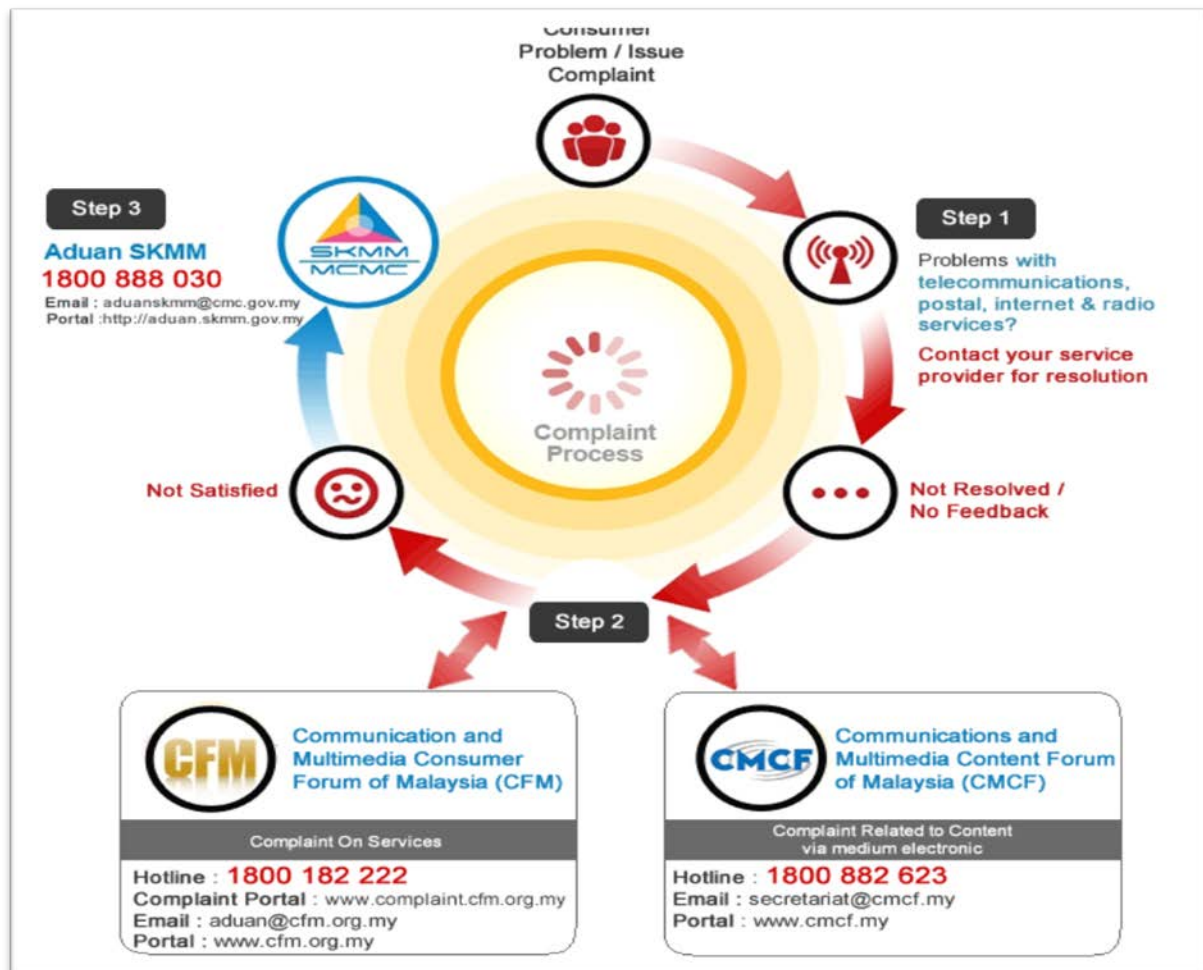 Consumer
Problem / Issue
Complaint
Step 3
Aduan SKMM
1800 888 030
Email : aduanskmm@cmc.gov.my
Portal :http://aduan.skmm.gov.my
SKMM
MCMC
Step 1
Problems with
telecommunications,
postal, internet & radio
services?
Contact your service
provider for resolution
Complaint
Process
Not Satisfied
Not Resolved /
No Feedback
Step 2
CFM
Communication and
Multimedia Consumer
Forum of Malaysia (CFM)
Complaint On Services
Hotline : 1800 182 222
Complaint Portal : www.complaint.cfm.org.my
Email : aduan@cfm.org.my
Portal : www.cfm.org.my
CMCF
Communications and
Multimedia Content Forum
of Malaysia (CMCF)
Complaint Related to Content
via medium electronic
Hotline : 1800 882 623
Email : secretariat@cmcf.my
Portal : www.cmcf.my